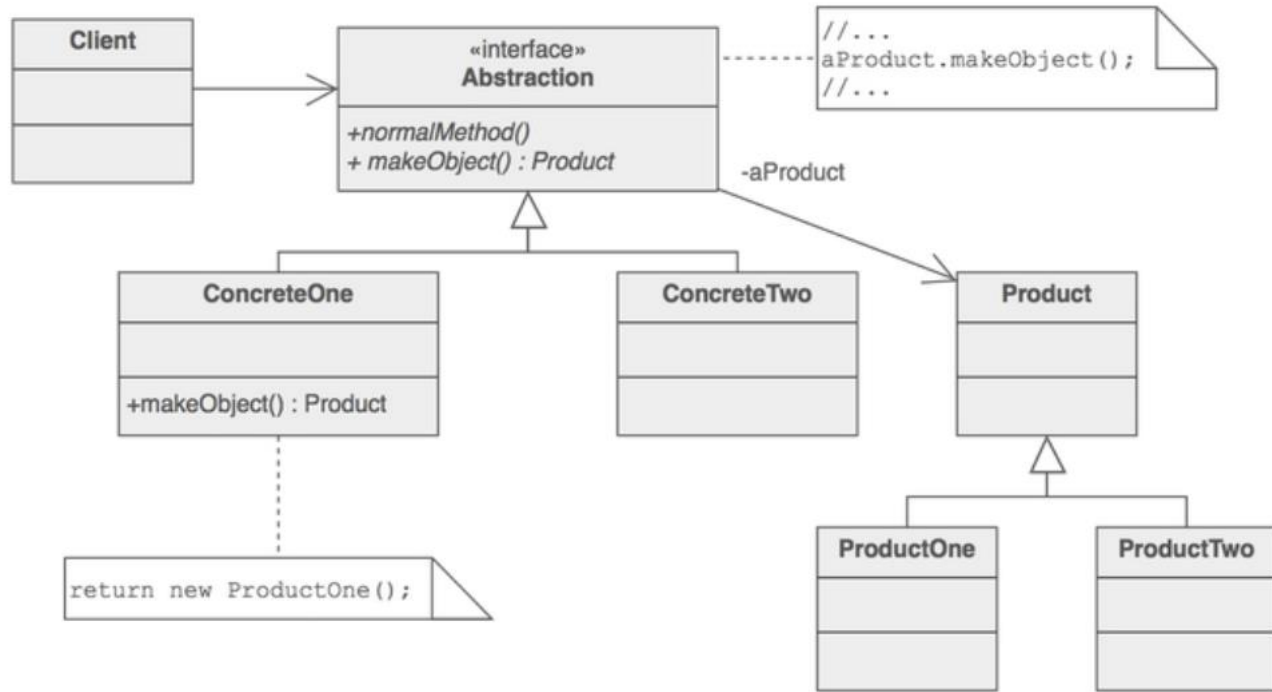 Client
«interface»
Abstraction
+normalMethod()
+ makeObject() : Product
//...
aProduct.makeObject();
//...
-aProduct
ConcreteOne
+makeObject() : Product
ConcreteTwo
Product
return new ProductOne();
ProductOne
ProductTwo